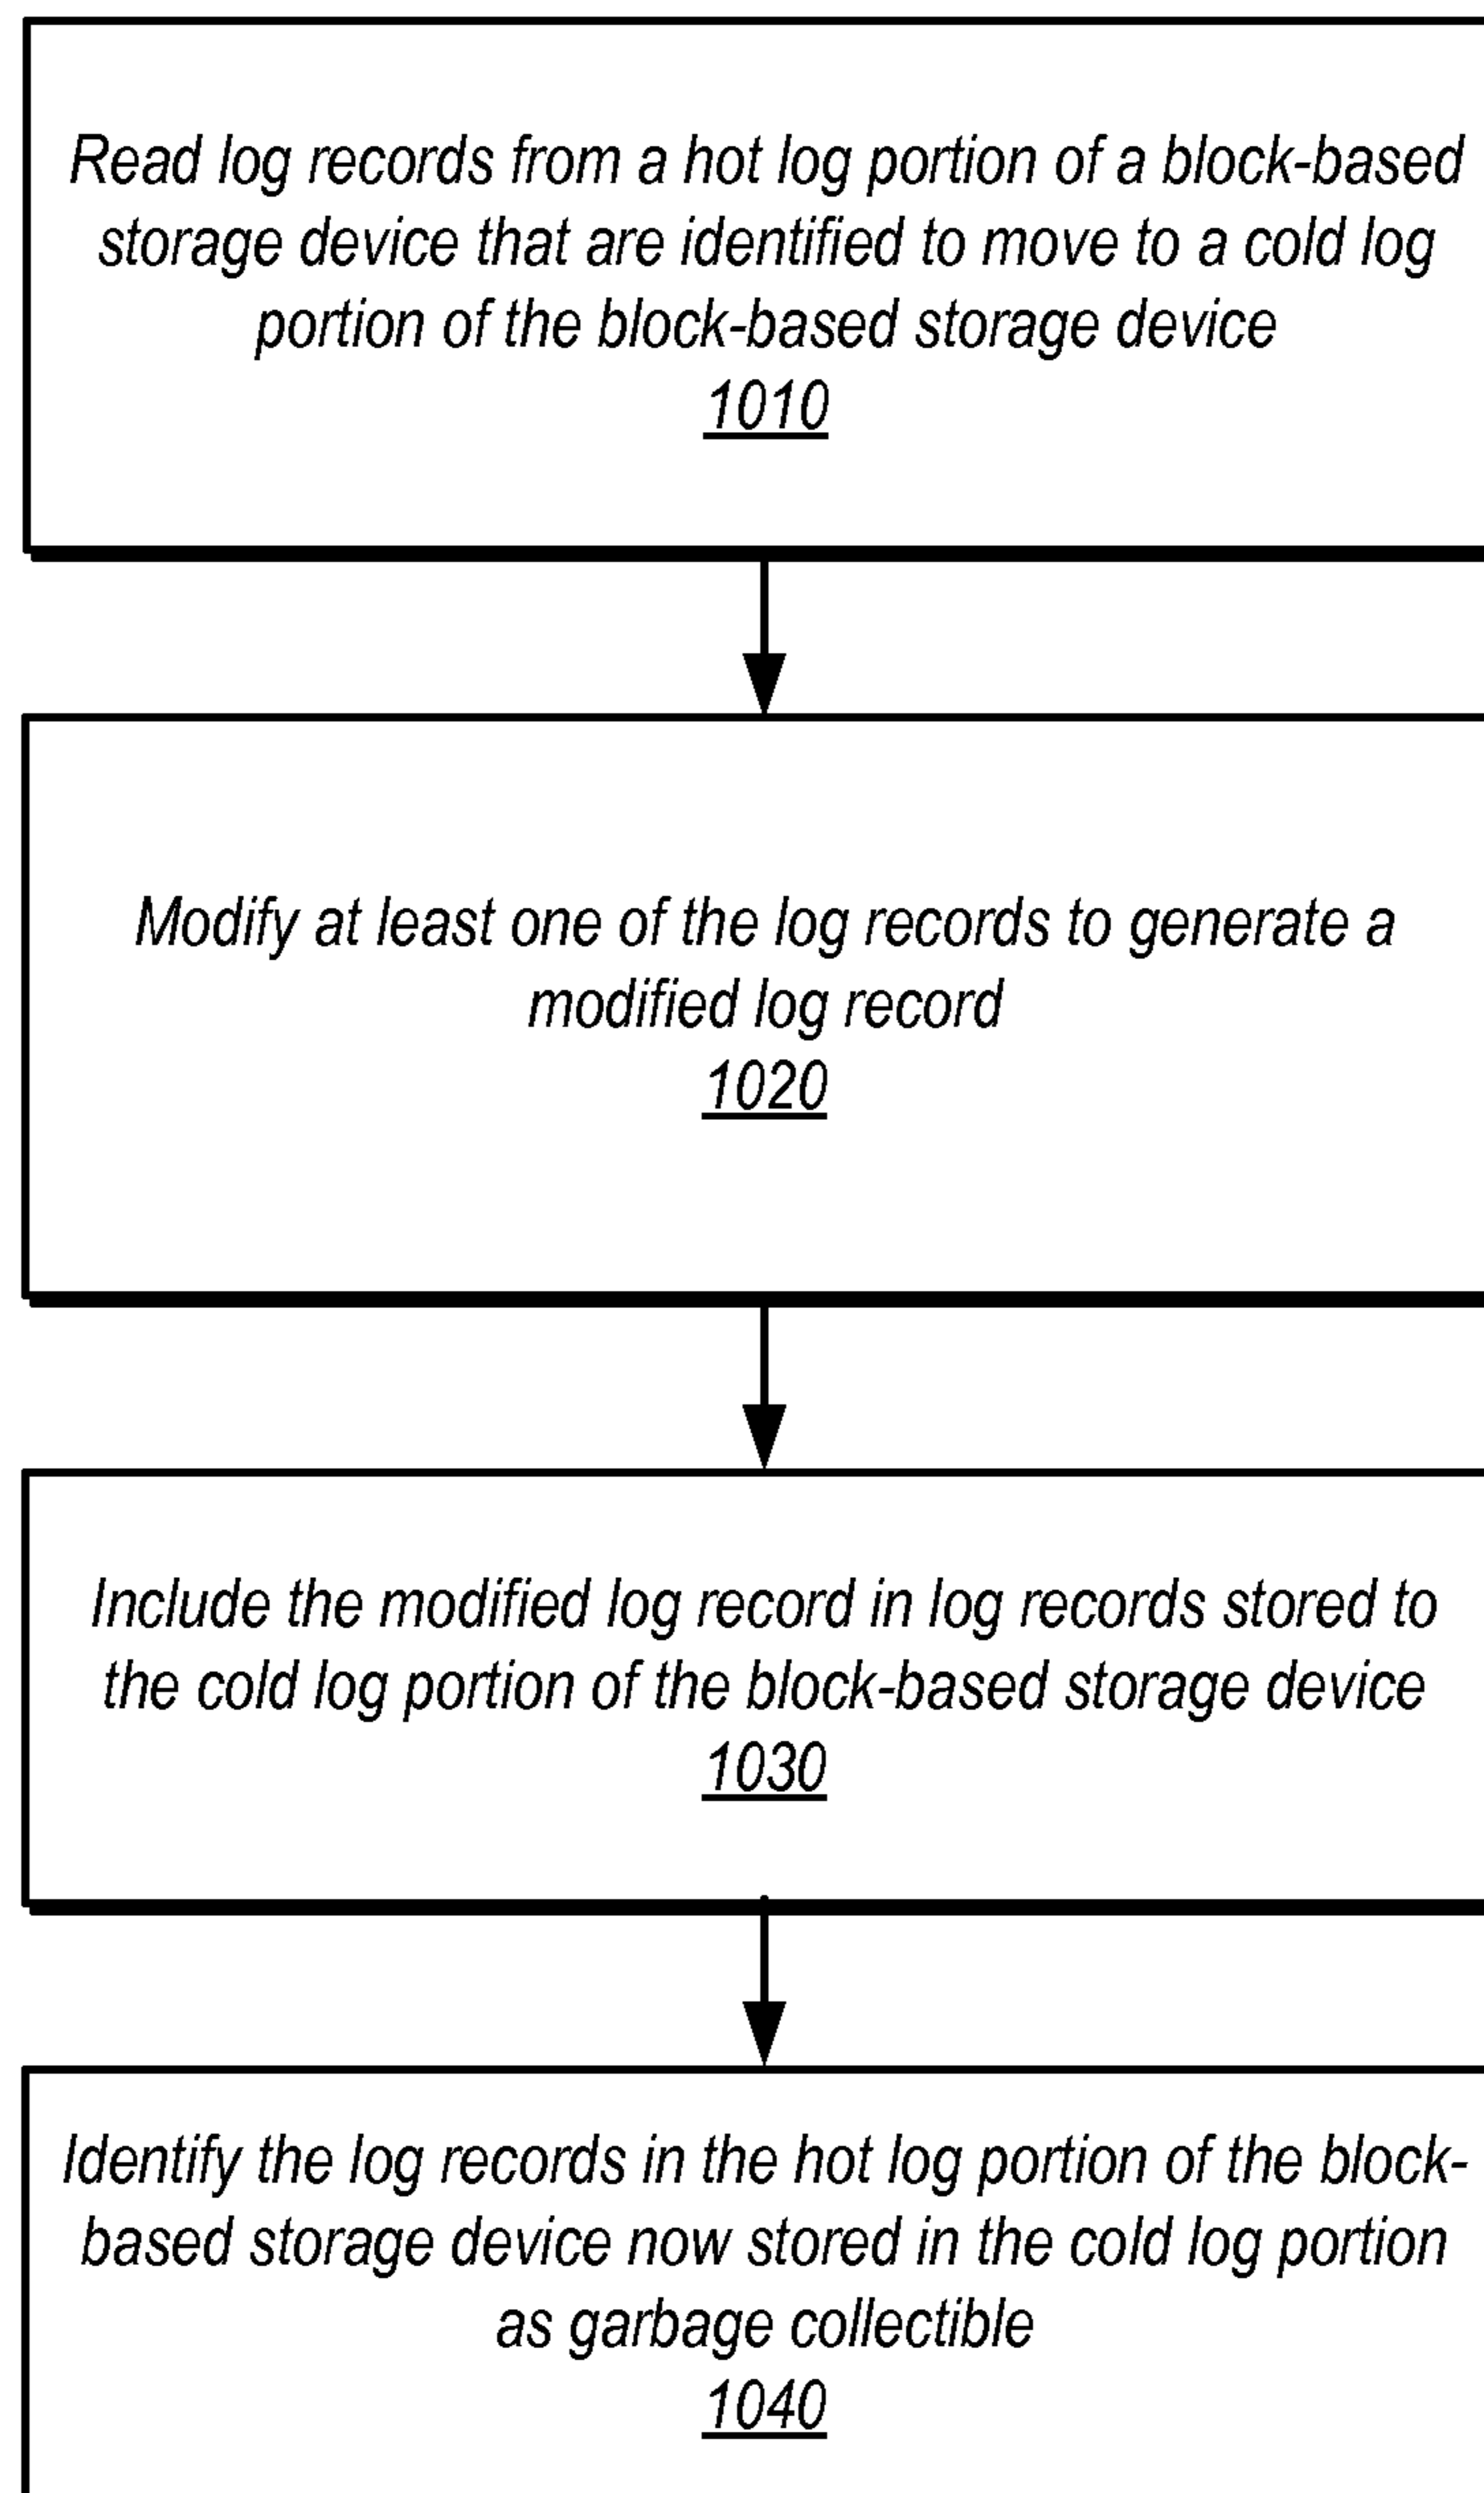 Read log records from a hot log portion of a block-based
storage device that are identified to move to a cold log
portion of the block-based storage device
1010
Modify at least one of the log records to generate a
modified log record
1020
Include the modified log record in log records stored to
the cold log portion of the block-based storage device
1030
Identify the log records in the hot log portion of the block-
based storage device now stored in the cold log portion
as garbage collectible
1040